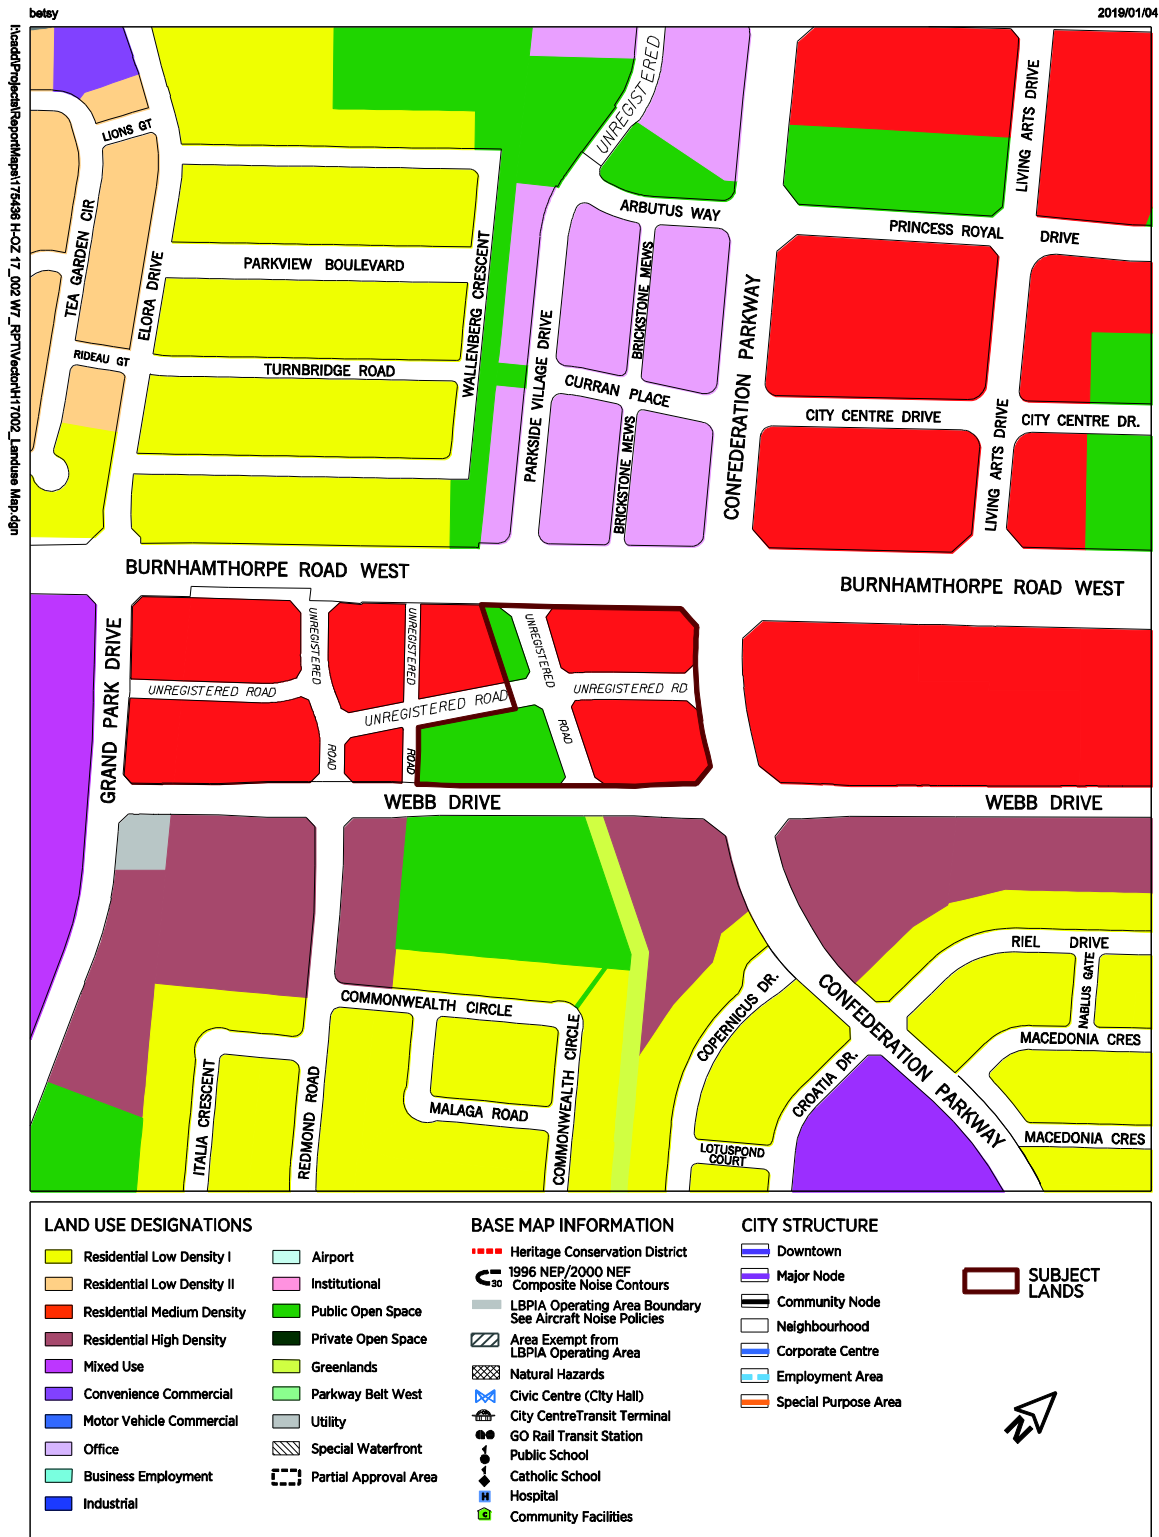 betsy
2019/01/04
I:\cadd\Projects\ReportMaps\175436 H-OZ 17_002 W7_RPT\Vector\H17002_Landuse Map.dgn
UNREGISTERED
LIVING ARTS DRIVE
LIONS GT
TEA GARDEN CIR
ELORA DRIVE
ARBUTUS WAY
PRINCESS ROYAL DRIVE
PARKVIEW BOULEVARD
WALLENBERG CRESCENT
BRICKSTONE MEWS
CONFEDERATION PARKWAY
RIDEAU GT
TURNBRIDGE ROAD
PARKSIDE VILLAGE DRIVE
CURRAN PLACE
CITY CENTRE DRIVE
CITY CENTRE DR.
BRICKSTONE MEWS
LIVING ARTS DRIVE
BURNHAMTHORPE ROAD WEST
BURNHAMTHORPE ROAD WEST
GRAND PARK DRIVE
UNREGISTERED ROAD
UNREGISTERED
UNREGISTERED
UNREGISTERED ROAD
UNREGISTERED ROAD
UNREGISTERED RD
ROAD
ROAD
WEBB DRIVE
WEBB DRIVE
RIEL DRIVE
NABLUS GATE
COMMONWEALTH CIRCLE
COPERNICUS DR.
CONFEDERATION PARKWAY
MACEDONIA CRES
COMMONWEALTH CIRCLE
ITALIA CRESCENT
REDMOND ROAD
MALAGA ROAD
CROATIA DR.
LOTUSPOND
COURT
MACEDONIA CRES
LAND USE DESIGNATIONS
Residential Low Density I
Residential Low Density II
Residential Medium Density
Residential High Density
Mixed Use
Convenience Commercial
Motor Vehicle Commercial
Office
Business Employment
Industrial
Airport
Institutional
Public Open Space
Private Open Space
Greenlands
Parkway Belt West
Utility
Special Waterfront
Partial Approval Area
BASE MAP INFORMATION
Heritage Conservation District
30
1996 NEP/2000 NEF
Composite Noise Contours
LBPIA Operating Area Boundary
See Aircraft Noise Policies
Area Exempt from
LBPIA Operating Area
Natural Hazards
Civic Centre (City Hall)
City CentreTransit Terminal
GO Rail Transit Station
Public School
Catholic School
H Hospital
C Community Facilities
CITY STRUCTURE
Downtown
Major Node
Community Node
Neighbourhood
Corporate Centre
Employment Area
Special Purpose Area
SUBJECT
LANDS
N